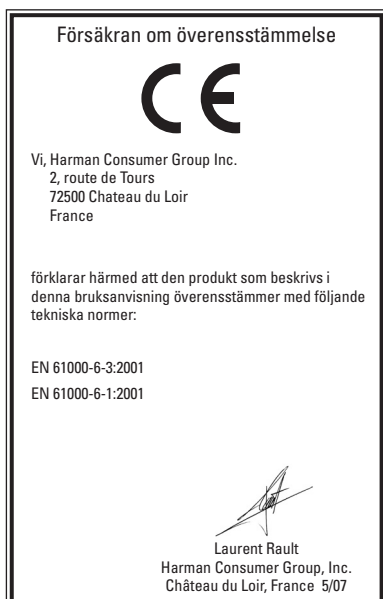 Försäkran om överensstämmelse
CE
Vi, Harman Consumer Group Inc.
2, route de Tours
72500 Chateau du Loir
France
förklarar härmed att den produkt som beskrivs i
denna bruksanvisning överensstämmer med följande
tekniska normer:
EN 61000-6-3:2001
EN 61000-6-1:2001
Laurent Rault
Harman Consumer Group, Inc.
Château du Loir, France 5/07